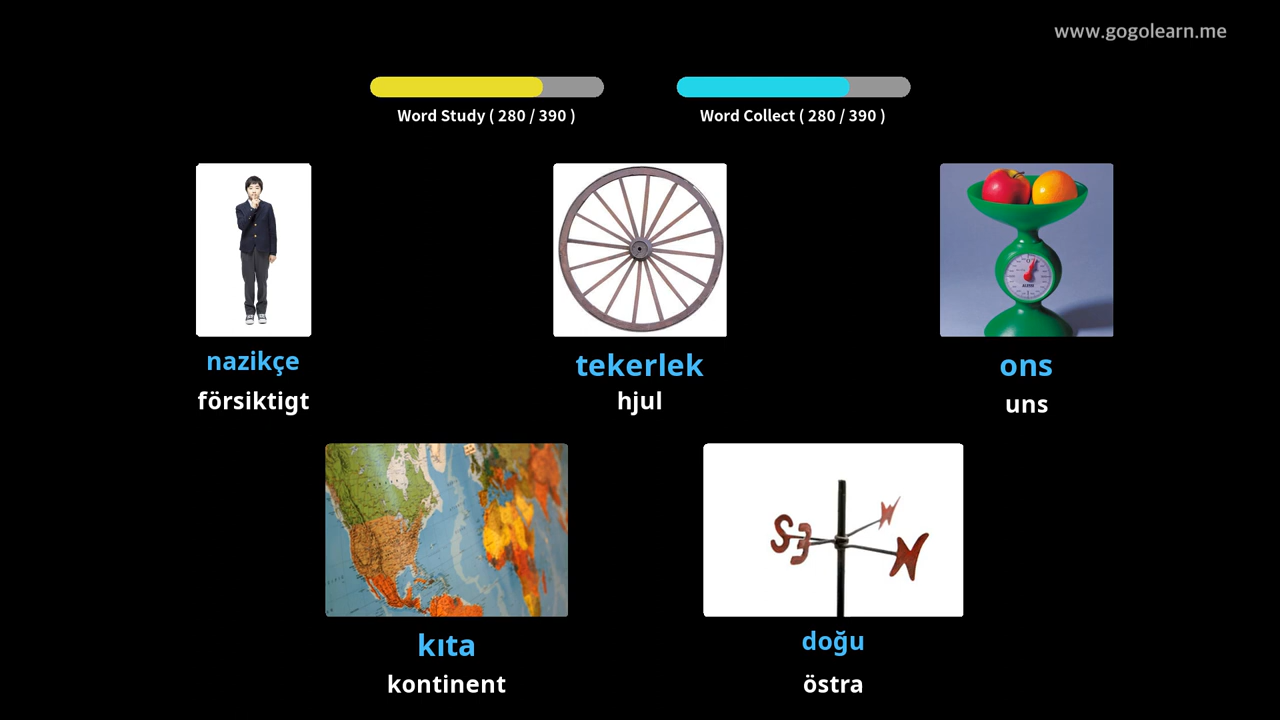 www.gogolearn.me
Word Study ( 280 / 390 )
Word Collect ( 280 / 390 )
nazikçe
försiktigt
tekerlek
hjul
ons
uns
kıta
kontinent
S E N
doğu
östra